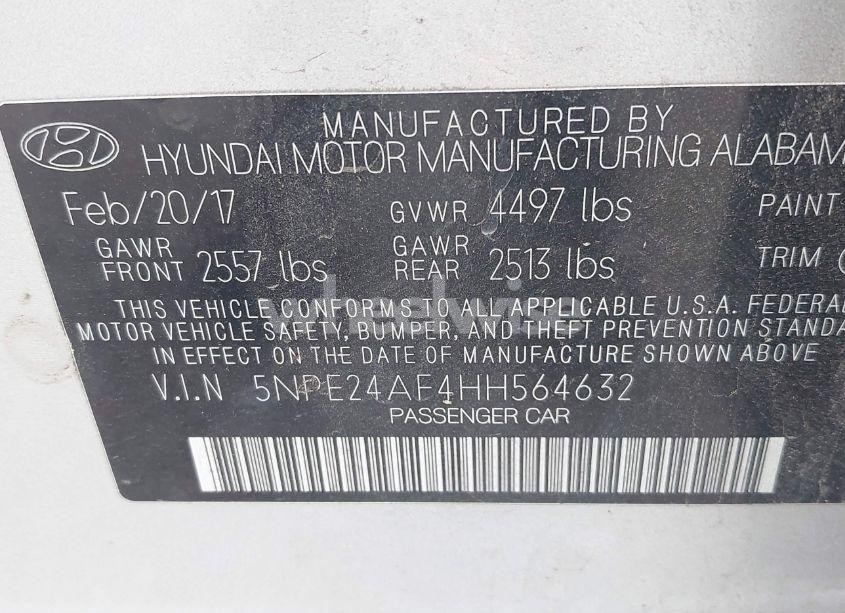 MANUFACTURED BY
HYUNDAI MOTOR MANUFACTURING ALABAM
Feb/20/17 GVWR 4497 lbs PAINT
GAWR FRONT 2557 lbs GAWR REAR 2513 lbs TRIM
THIS VEHICLE CONFORMS TO ALL APPLICABLE U.S.A. FEDERAL
MOTOR VEHICLE SAFETY, BUMPER, AND THEFT PREVENTION STANDA
IN EFFECT ON THE DATE OF MANUFACTURE SHOWN ABOVE
V.I.N 5NPE24AF4HH564632
PASSENGER CAR